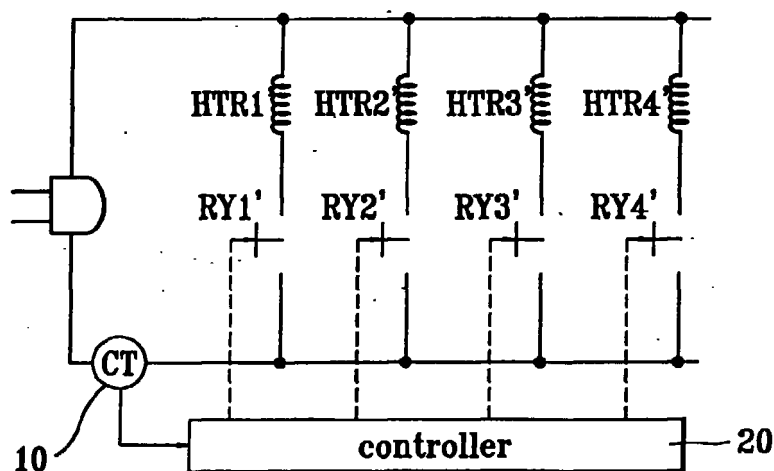 HTR1' HTR2' HTR3' HTR4'
RY1' RY2' RY3' RY4'
CT
10
controller
20